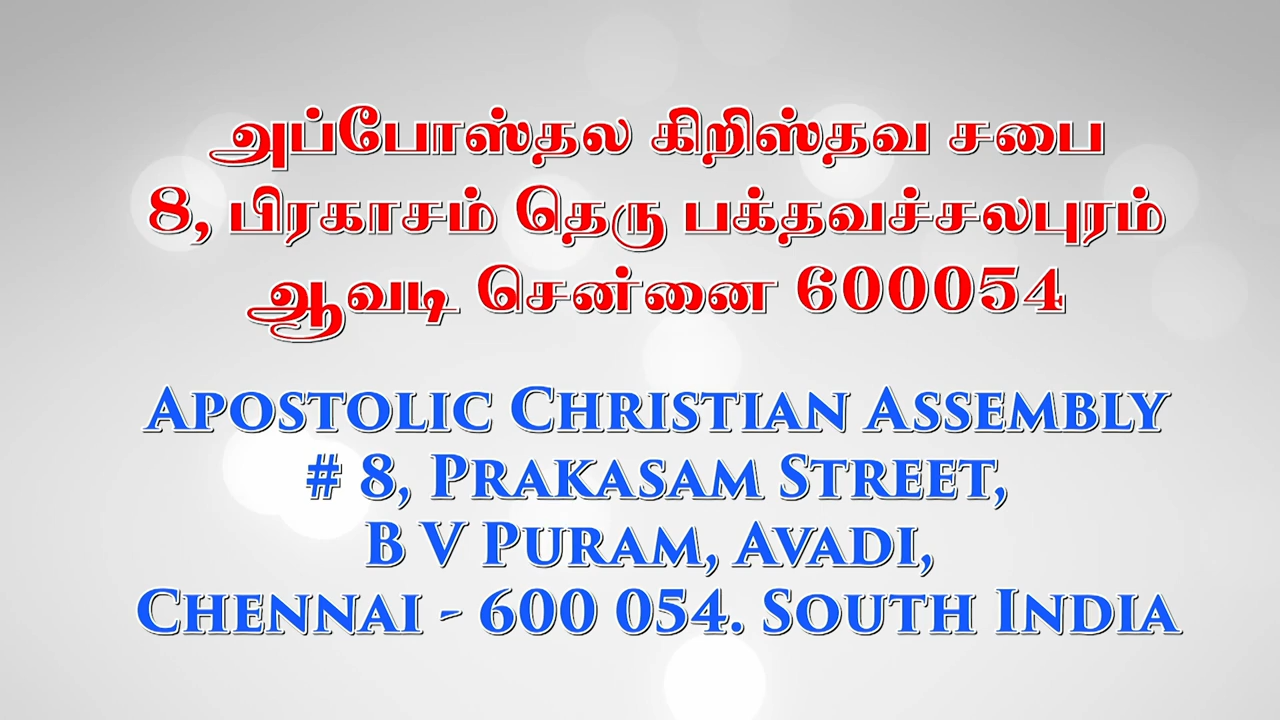 அப்போஸ்தல கிறிஸ்தவ சபை
8, பிரகாசம் தெரு பக்தவச்சலபுரம்
ஆவடி சென்னை 600054
Apostolic Christian Assembly
# 8, Prakasam Street,
B V Puram, Avadi,
Chennai - 600 054. South India